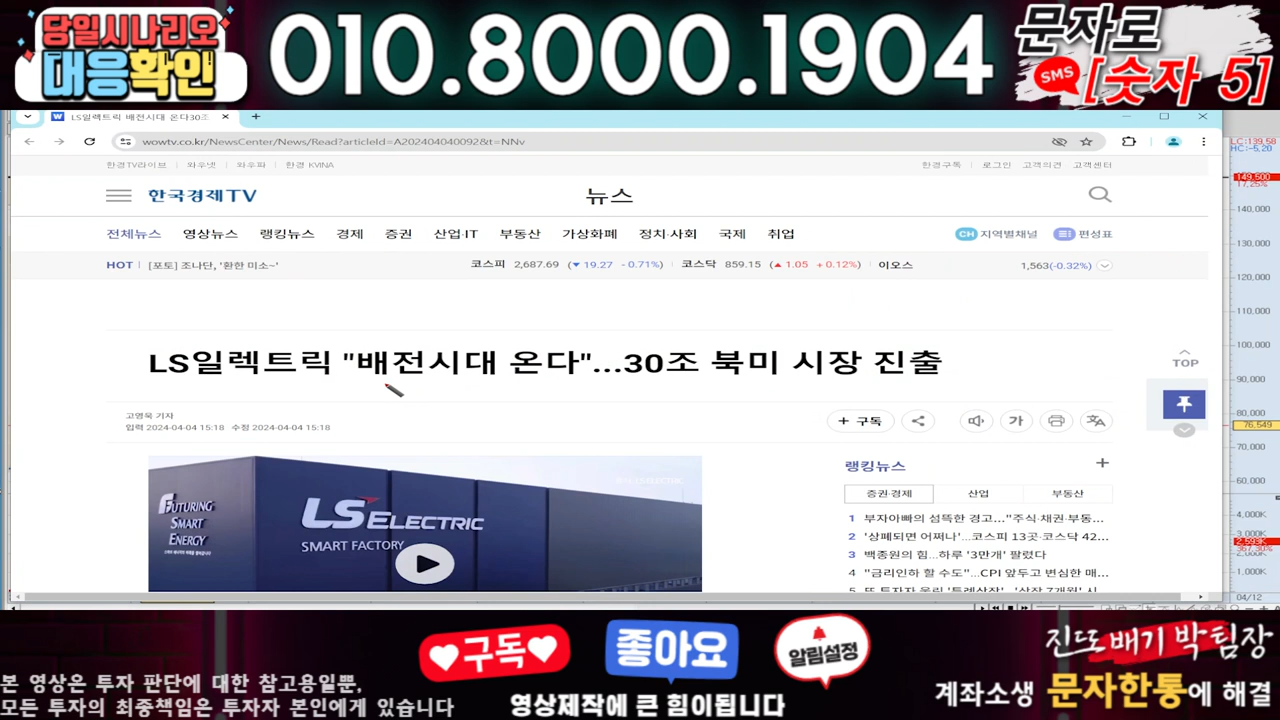 당일시나리오
대응확인
010.8000.1904
문자로
SMS [숫자 5]
LS일렉트릭 배전시대 온다30조
wowtv.co.kr/NewsCenter/News/Read?articleId=A202404040092&t=NNv
한경TV라이브 와우넷 와우파 한경 KVINA
한경구독 로그인 고객의견 고객센터
한국경제TV
뉴스
전체뉴스 영상뉴스 랭킹뉴스 경제 증권 산업·IT 부동산 가상화폐 정치·사회 국제 취업
CH 지역별채널 편성표
HOT [포토] 조나단, '환한 미소~'
코스피 2,687.69 (▼ 19.27 - 0.71%) 코스닥 859.15 (▲ 1.05 + 0.12%) 이오스 1,563(-0.32%)
LS일렉트릭 "배전시대 온다"...30조 북미 시장 진출
TOP
고영욱 기자
입력 2024-04-04 15:18 수정 2024-04-04 15:18
+ 구독
가
FUTURING
SMART
ENERGY
LS ELECTRIC
SMART FACTORY
랭킹뉴스
증권·경제 산업 부동산
1 부자아빠의 섬뜩한 경고..."주식·채권·부동...
2 '상폐되면 어쩌나'...코스피 13곳·코스닥 42...
3 백종원의 힘...하루 '3만개' 팔렸다
4 "금리인하 할 수도"...CPI 앞두고 변심한 매...
LC:139,58
HC:-5,20
149,500
17,25%
140,000
130,000
120,000
110,000
100,000
90,000
80,000
76,549
70,000
60,000
4,000K
3,000K
367,30%
2,000K
1,000K
04/12
본 영상은 투자 판단에 대한 참고용일뿐,
모든 투자의 최종책임은 투자자 본인에게 있습니다
구독
좋아요
알림설정
영상제작에 큰 힘이됩니다
진또배기 박팀장
계좌소생 문자한통에 해결